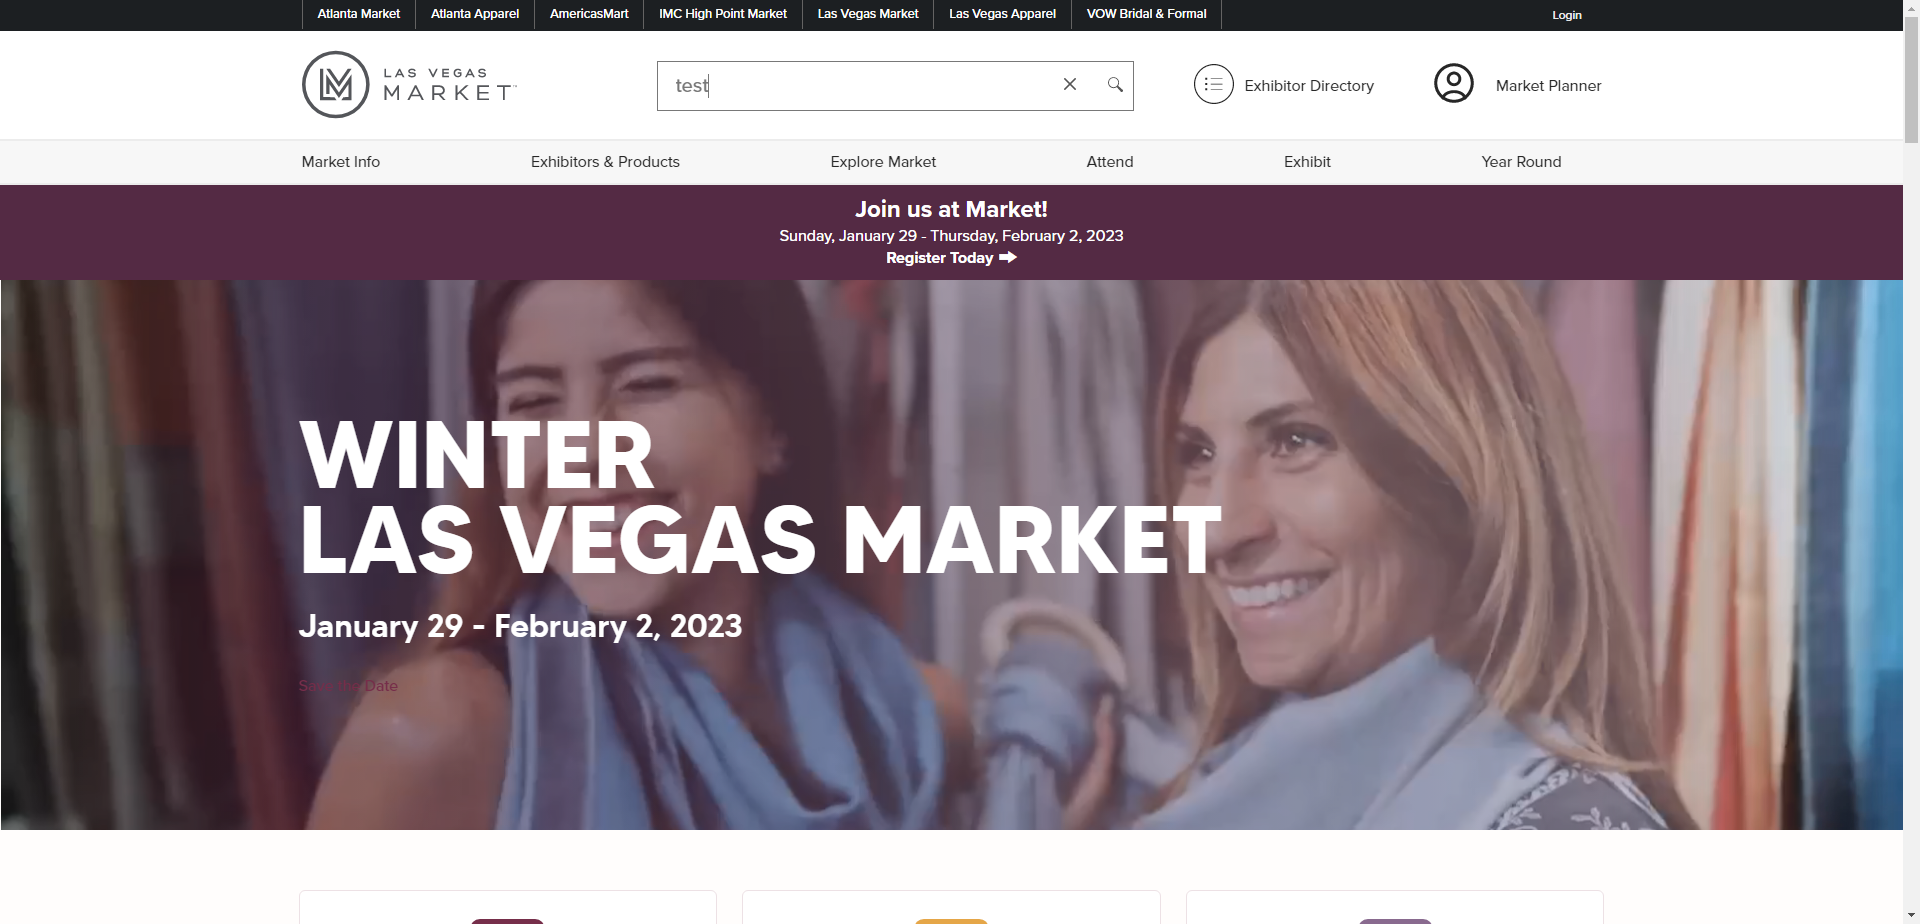 Atlanta Market Atlanta Apparel AmericasMart IMC High Point Market Las Vegas Market Las Vegas Apparel VOW Bridal & Formal Login
LAS VEGAS
MARKET
test
Exhibitor Directory
Market Planner
Market Info Exhibitors & Products Explore Market Attend Exhibit Year Round
Join us at Market!
Sunday, January 29 - Thursday, February 2, 2023
Register Today
WINTER
LAS VEGAS MARKET
January 29 - February 2, 2023
Save the Date